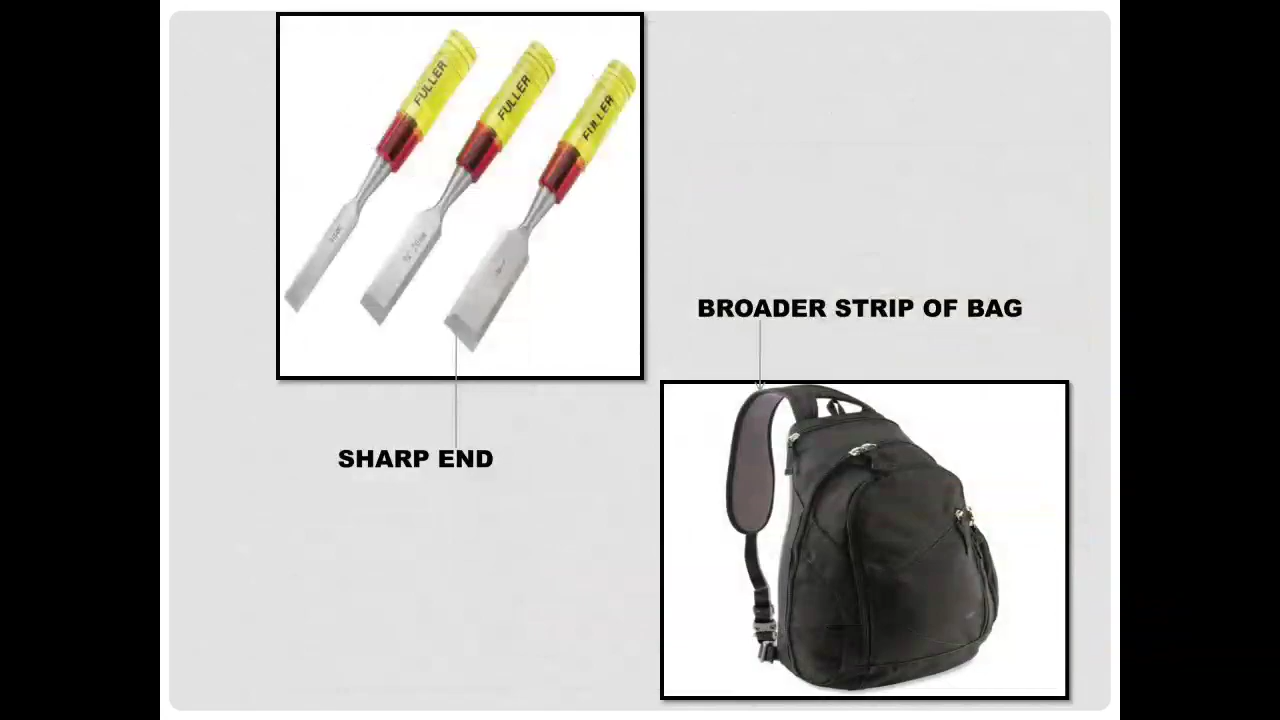 FULLER
FULLER
FULLER
BROADER STRIP OF BAG
SHARP END